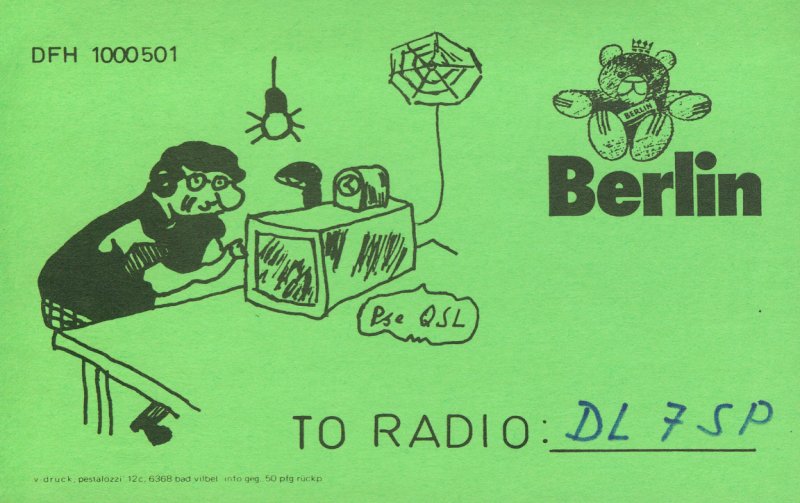 DFH 1000501
BERLIN
Berlin
Pse QSL
TO RADIO: DL 7 SP
v-druck, pestalozzi 12c, 6368 bad vilbel info geg. 50 pfg rückp.